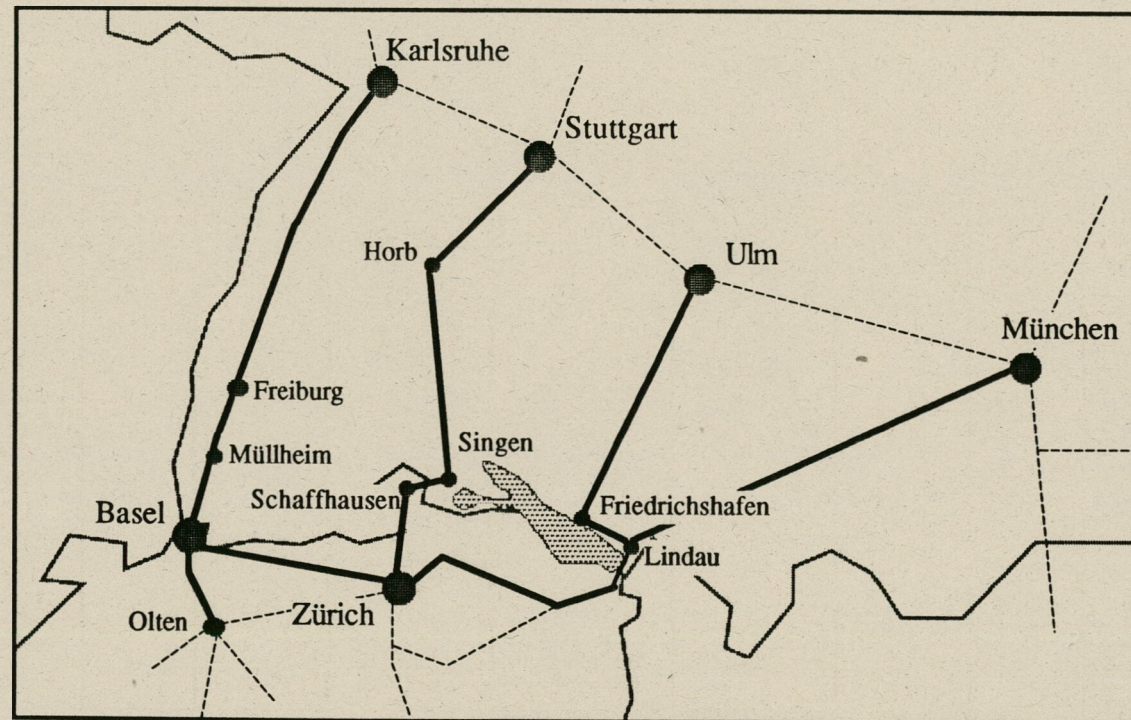 Karlsruhe
Stuttgart
Horb
Ulm
München
Freiburg
Müllheim
Singen
Schaffhausen
Friedrichshafen
Basel
Lindau
Zürich
Olten